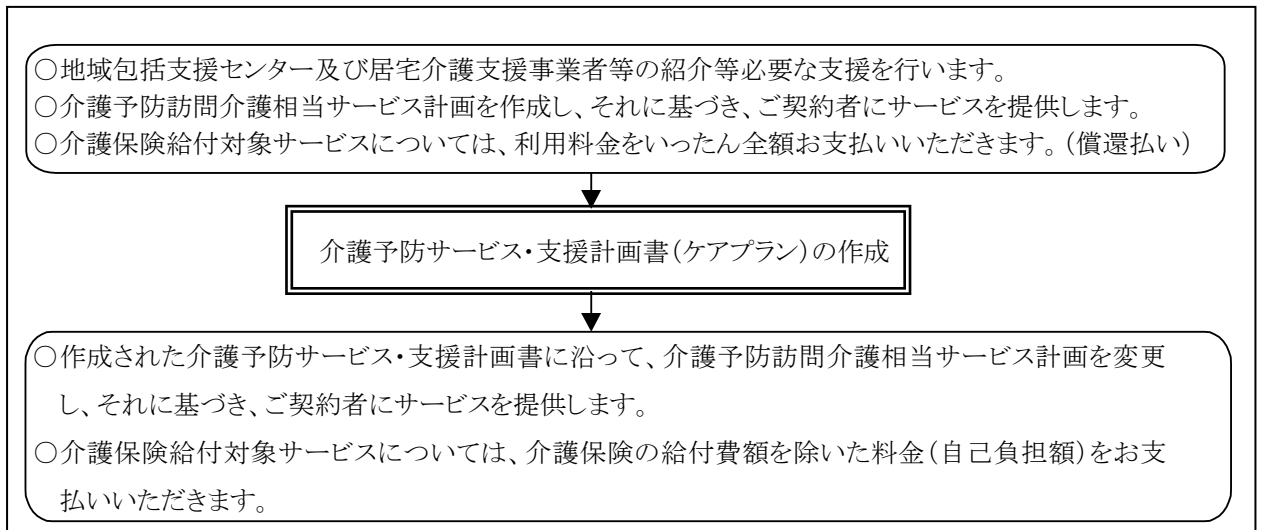 ○地域包括支援センター及び居宅介護支援事業者等の紹介等必要な支援を行います。
○介護予防訪問介護相当サービス計画を作成し、それに基づき、ご契約者にサービスを提供します。
○介護保険給付対象サービスについては、利用料金をいったん全額お支払いいただきます。(償還払い)
介護予防サービス・支援計画書(ケアプラン)の作成
○作成された介護予防サービス・支援計画書に沿って、介護予防訪問介護相当サービス計画を変更
し、それに基づき、ご契約者にサービスを提供します。
○介護保険給付対象サービスについては、介護保険の給付費額を除いた料金(自己負担額)をお支
払いいただきます。